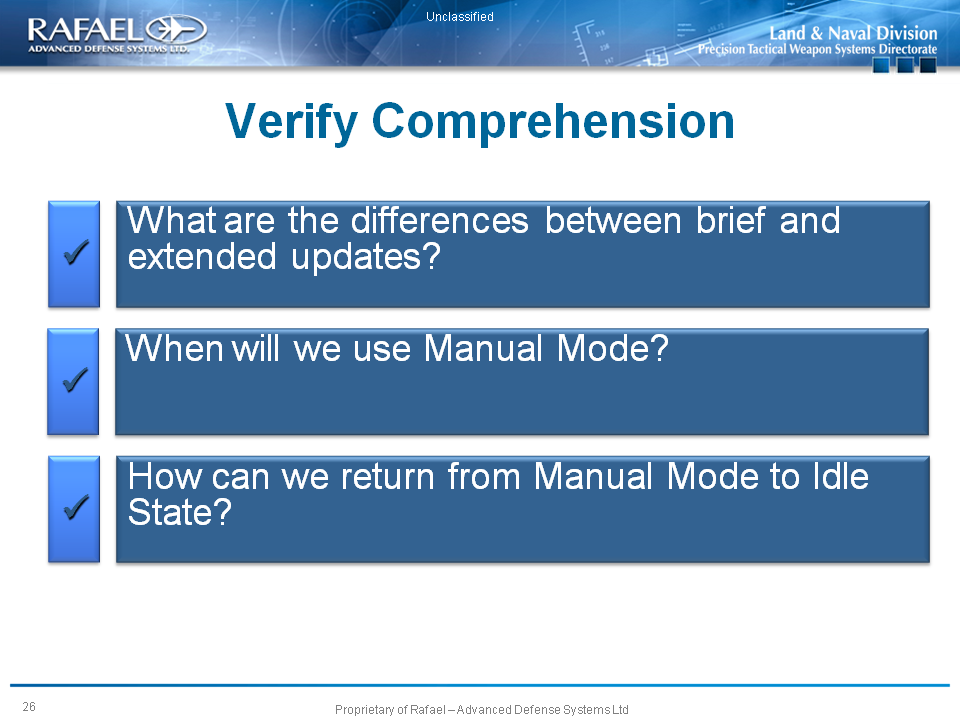 Unclassified
RAFAEL
ADVANCED DEFENSE SYSTEMS LTD.
Land & Naval Division
Precision Tactical Weapon Systems Directorate
Verify Comprehension
✓
What are the differences between brief and
extended updates?
✓
When will we use Manual Mode?
✓
How can we return from Manual Mode to Idle
State?
26
Proprietary of Rafael – Advanced Defense Systems Ltd